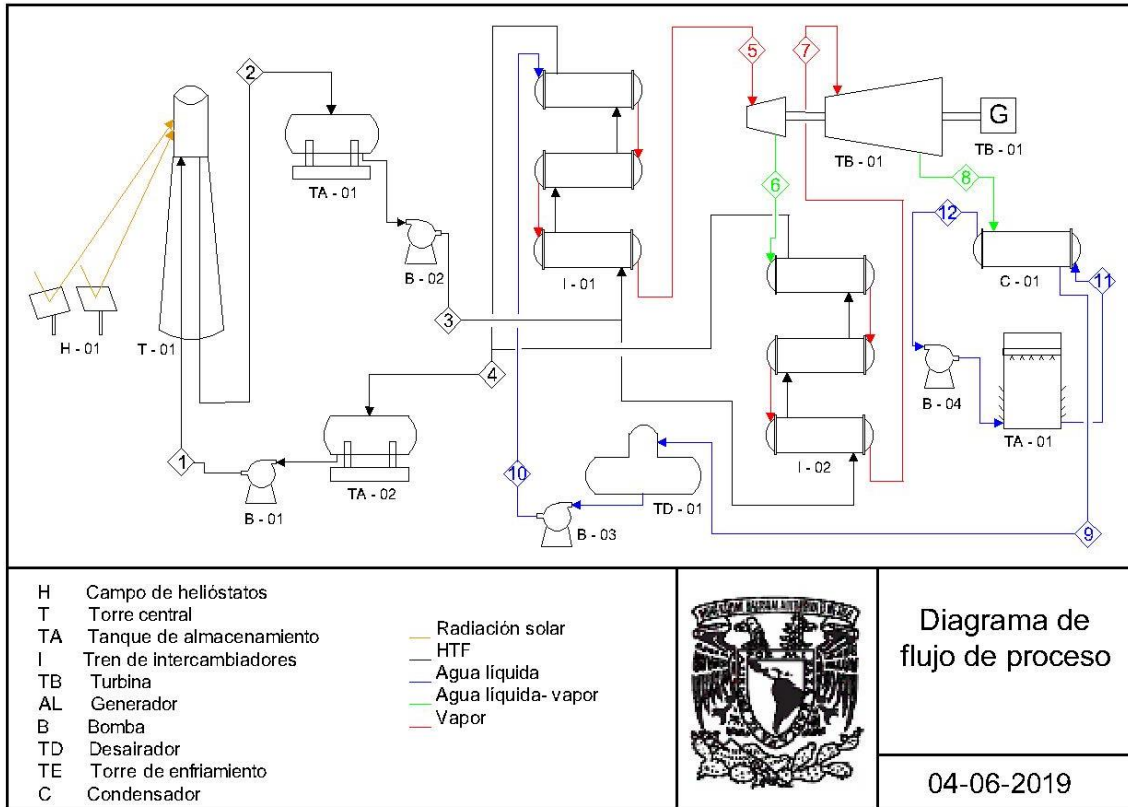 2
5
7
G
TB - 01
TB - 01
TA - 01
6
8
12
B - 02
I - 01
C - 01
11
3
H - 01
T - 01
4
B - 04
TA - 01
1
10
I - 02
TA - 02
TD - 01
B - 01
B - 03
9
H Campo de helióstatos
T Torre central
TA Tanque de almacenamiento
I Tren de intercambiadores
TB Turbina
AL Generador
B Bomba
TD Desairador
TE Torre de enfriamiento
C Condensador
Radiación solar
HTF
Agua líquida
Agua líquida- vapor
Vapor
Diagrama de
flujo de proceso
04-06-2019